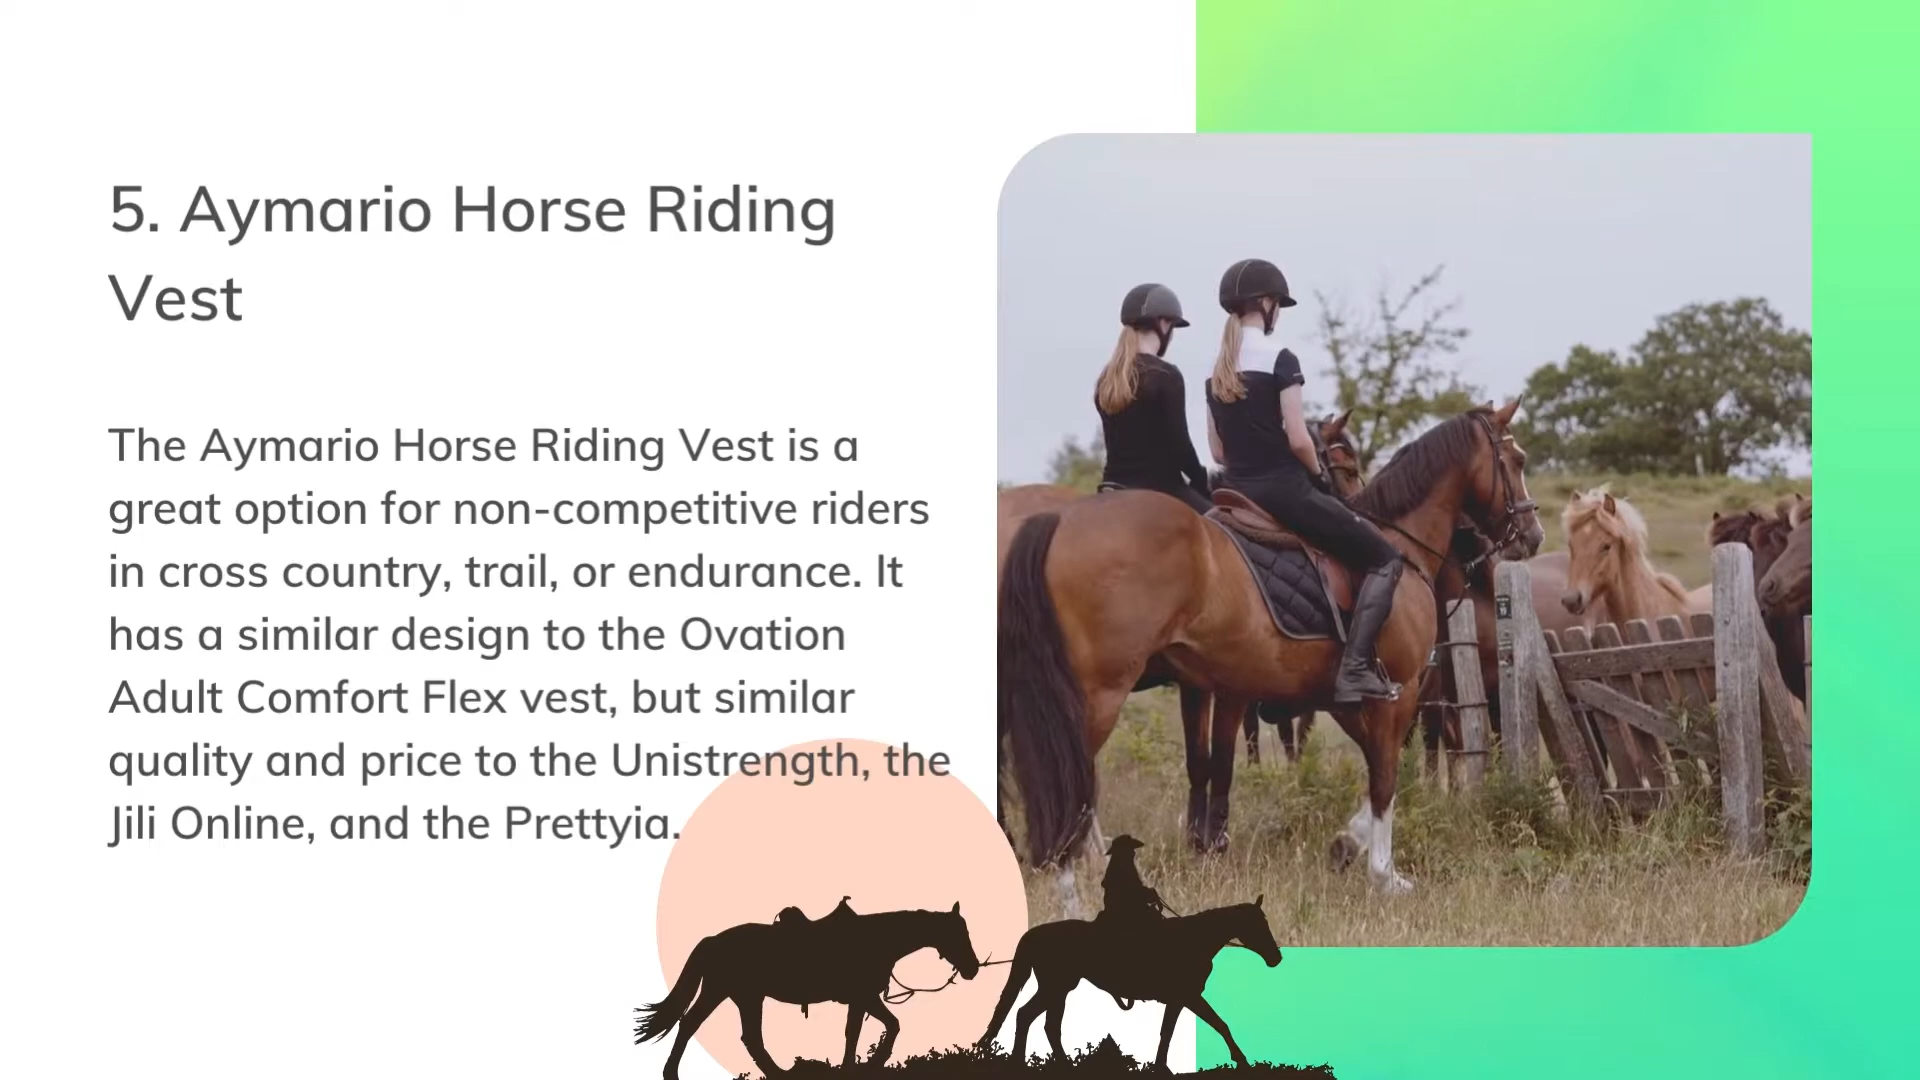 5. Aymario Horse Riding
Vest
The Aymario Horse Riding Vest is a
great option for non-competitive riders
in cross country, trail, or endurance. It
has a similar design to the Ovation
Adult Comfort Flex vest, but similar
quality and price to the Unistrength, the
Jili Online, and the Prettyia.